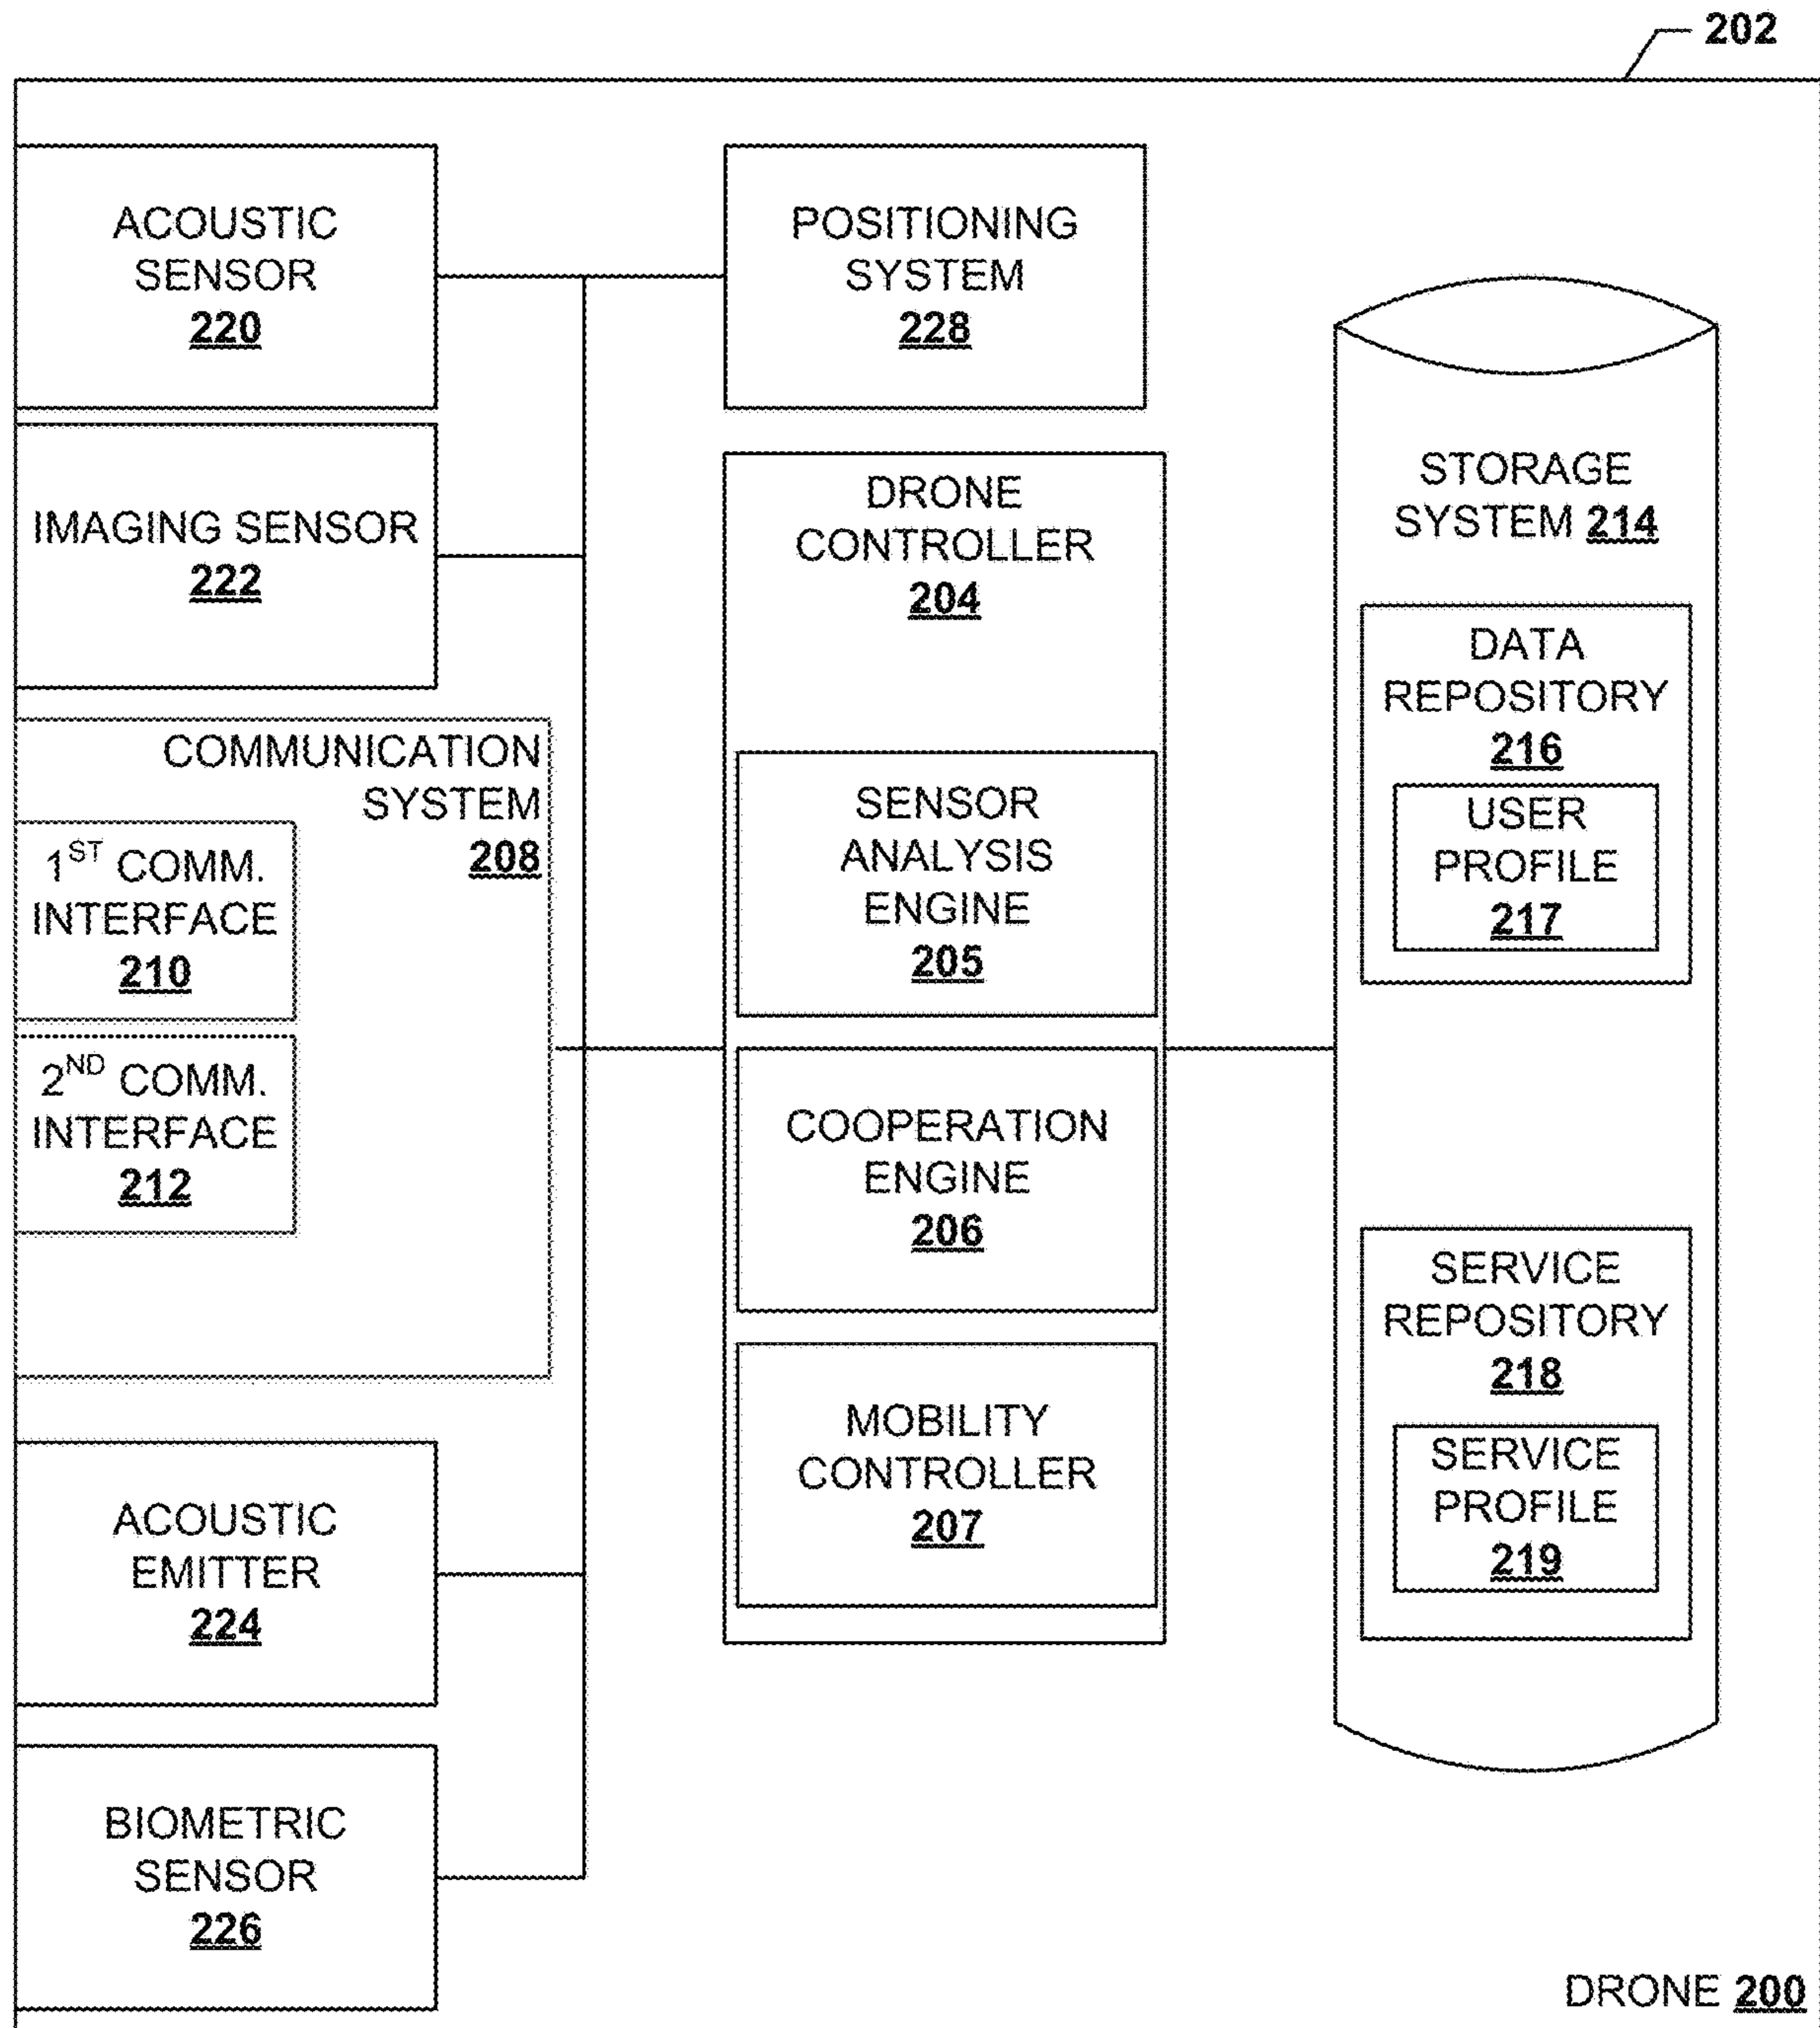 202
ACOUSTIC
SENSOR
220
POSITIONING
SYSTEM
228
IMAGING SENSOR
222
DRONE
CONTROLLER
204
STORAGE
SYSTEM 214
DATA
REPOSITORY
216
USER
PROFILE
217
COMMUNICATION
SYSTEM
208
1ST COMM.
INTERFACE
210
2ND COMM.
INTERFACE
212
SENSOR
ANALYSIS
ENGINE
205
COOPERATION
ENGINE
206
MOBILITY
CONTROLLER
207
SERVICE
REPOSITORY
218
SERVICE
PROFILE
219
ACOUSTIC
EMITTER
224
BIOMETRIC
SENSOR
226
DRONE 200